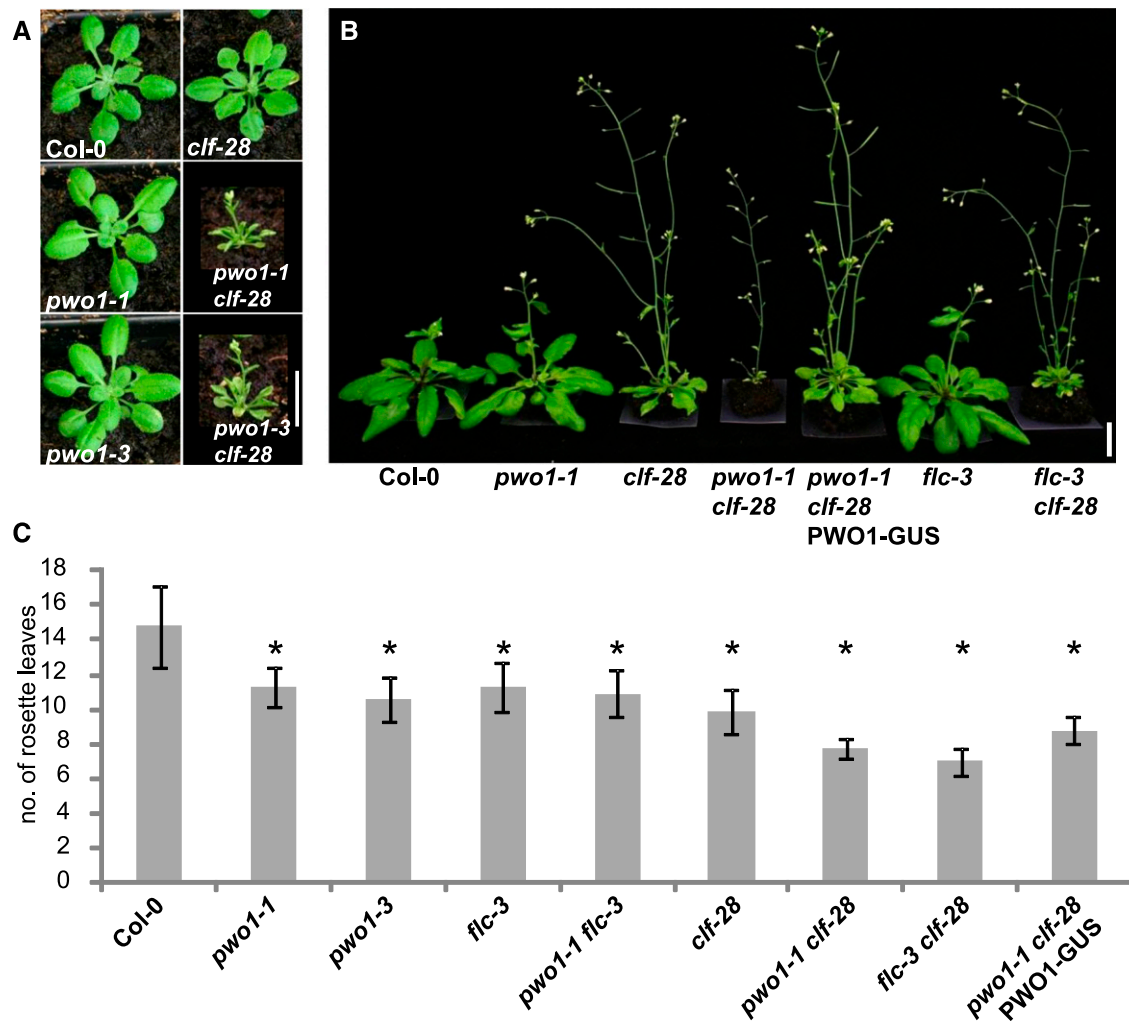 A
Col-0
clf-28
pwo1-1
pwo1-1
clf-28
pwo1-3
pwo1-3
clf-28
B
Col-0
pwo1-1
clf-28
pwo1-1
clf-28
pwo1-1
clf-28
PWO1-GUS
flc-3
flc-3
clf-28
C
no. of rosette leaves
18
16
14
12
10
8
6
4
2
0
* * * * * * * *
Col-0
pwo1-1
pwo1-3
flc-3
pwo1-1 flc-3
clf-28
pwo1-1 clf-28
flc-3 clf-28
pwo1-1 clf-28
PWO1-GUS